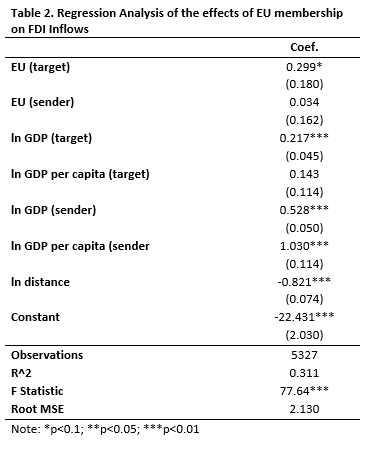 Table 2. Regression Analysis of the effects of EU membership
on FDI Inflows
Coef.
EU (target) 0.299*
(0.180)
EU (sender) 0.034
(0.162)
ln GDP (target) 0.217***
(0.045)
ln GDP per capita (target) 0.143
(0.114)
ln GDP (sender) 0.528***
(0.050)
ln GDP per capita (sender 1.030***
(0.114)
ln distance -0.821***
(0.074)
Constant -22.431***
(2.030)
Observations 5327
R^2 0.311
F Statistic 77.64***
Root MSE 2.130
Note: *p<0.1; **p<0.05; ***p<0.01